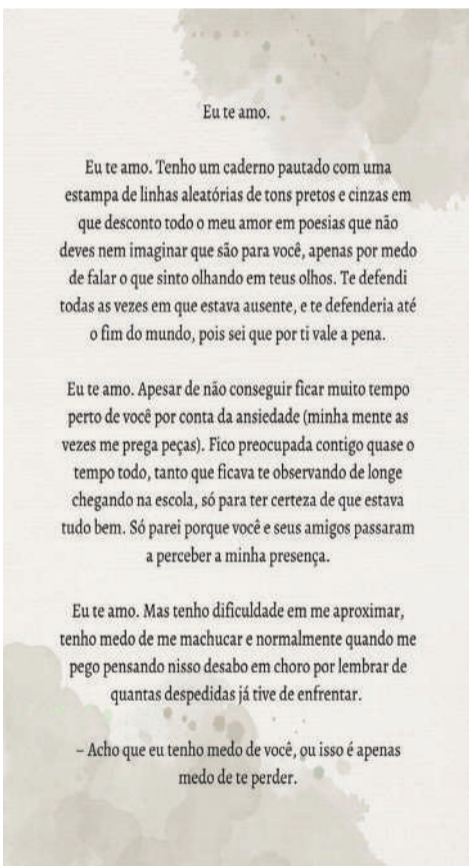 Eu te amo.
Eu te amo. Tenho um caderno pautado com uma
estampa de linhas aleatórias de tons pretos e cinzas em
que desconto todo o meu amor em poesias que não
deves nem imaginar que são para você, apenas por medo
de falar o que sinto olhando em teus olhos. Te defendi
todas as vezes em que estava ausente, e te defenderia até
o fim do mundo, pois sei que por ti vale a pena.
Eu te amo. Apesar de não conseguir ficar muito tempo
perto de você por conta da ansiedade (minha mente as
vezes me prega peças). Fico preocupada contigo quase o
tempo todo, tanto que ficava te observando de longe
chegando na escola, só para ter certeza de que estava
tudo bem. Só parei porque você e seus amigos passaram
a perceber a minha presença.
Eu te amo. Mas tenho dificuldade em me aproximar,
tenho medo de me machucar e normalmente quando me
pego pensando nisso desabo em choro por lembrar de
quantas despedidas já tive de enfrentar.
– Acho que eu tenho medo de você, ou isso é apenas
medo de te perder.